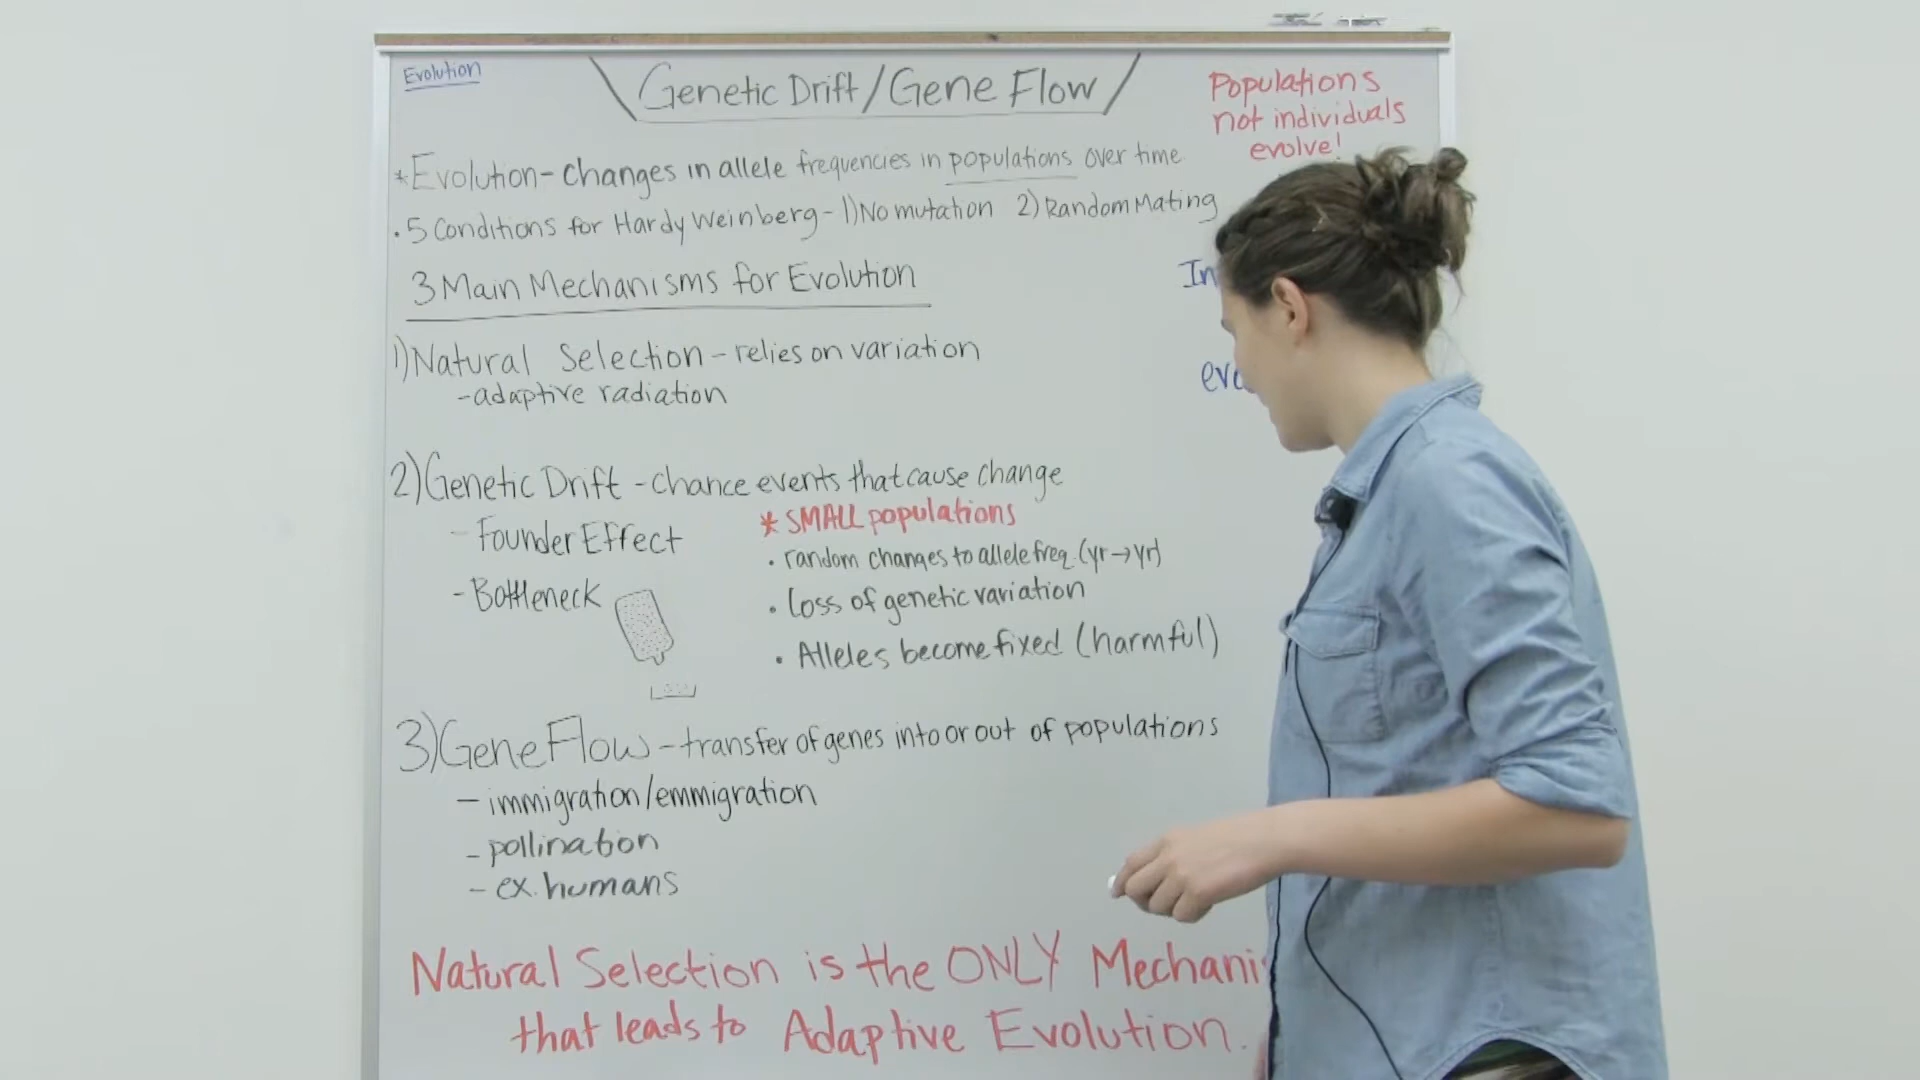 Evolution
Genetic Drift/Gene Flow
Populations
not individuals
evolve!
*Evolution - Changes in allele frequencies in populations over time
• 5 Conditions for Hardy Weinberg - 1) No mutation 2) Random Mating
3 Main Mechanisms for Evolution
1) Natural Selection - relies on variation
- adaptive radiation
2) Genetic Drift - chance events that cause change
- Founder Effect
- Bottleneck
* SMALL populations
• random changes to allele freq. (yr → yr)
• Loss of genetic variation
• Alleles become fixed (harmful)
3) Gene Flow - transfer of genes into or out of populations
- immigration/emmigration
- pollination
- ex. humans
Natural Selection is the ONLY
that leads to Adaptive Evolution.